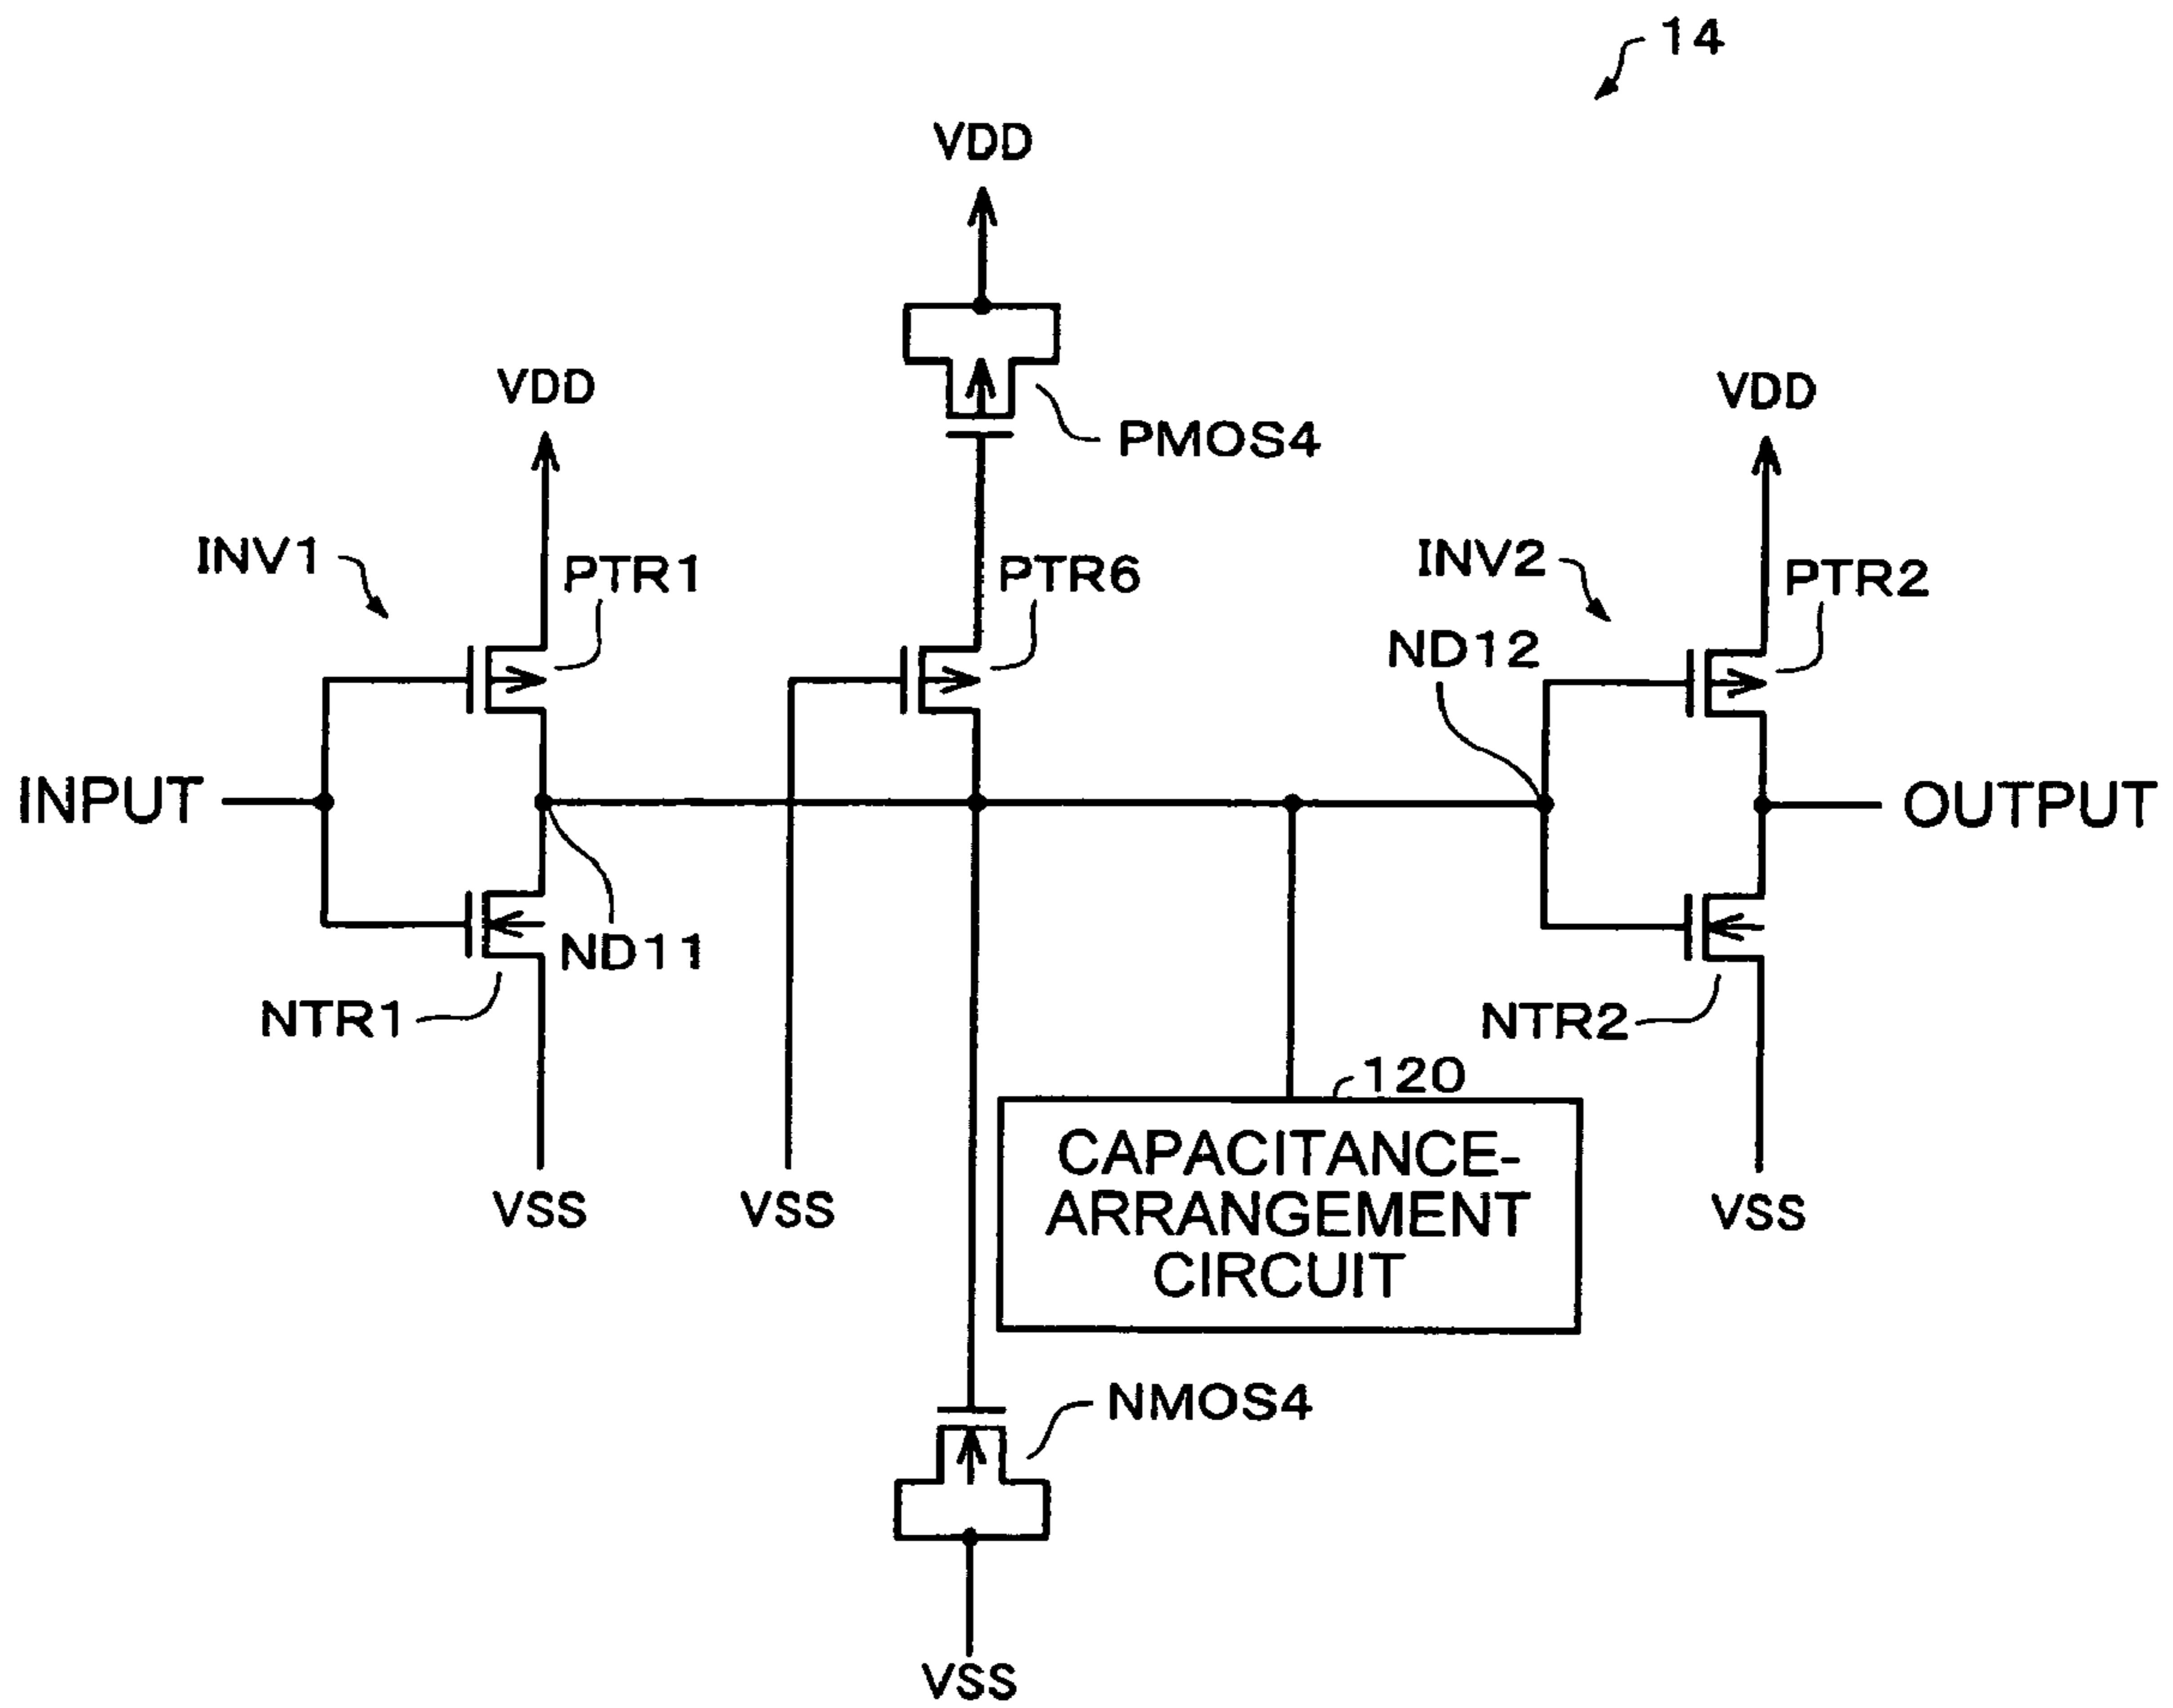 14
VDD
VDD
VDD
PMOS4
INV1
PTR1
PTR6
INV2
PTR2
ND12
INPUT
OUTPUT
ND11
NTR1
NTR2
120
CAPACITANCE-
ARRANGEMENT
CIRCUIT
VSS
VSS
VSS
NMOS4
VSS